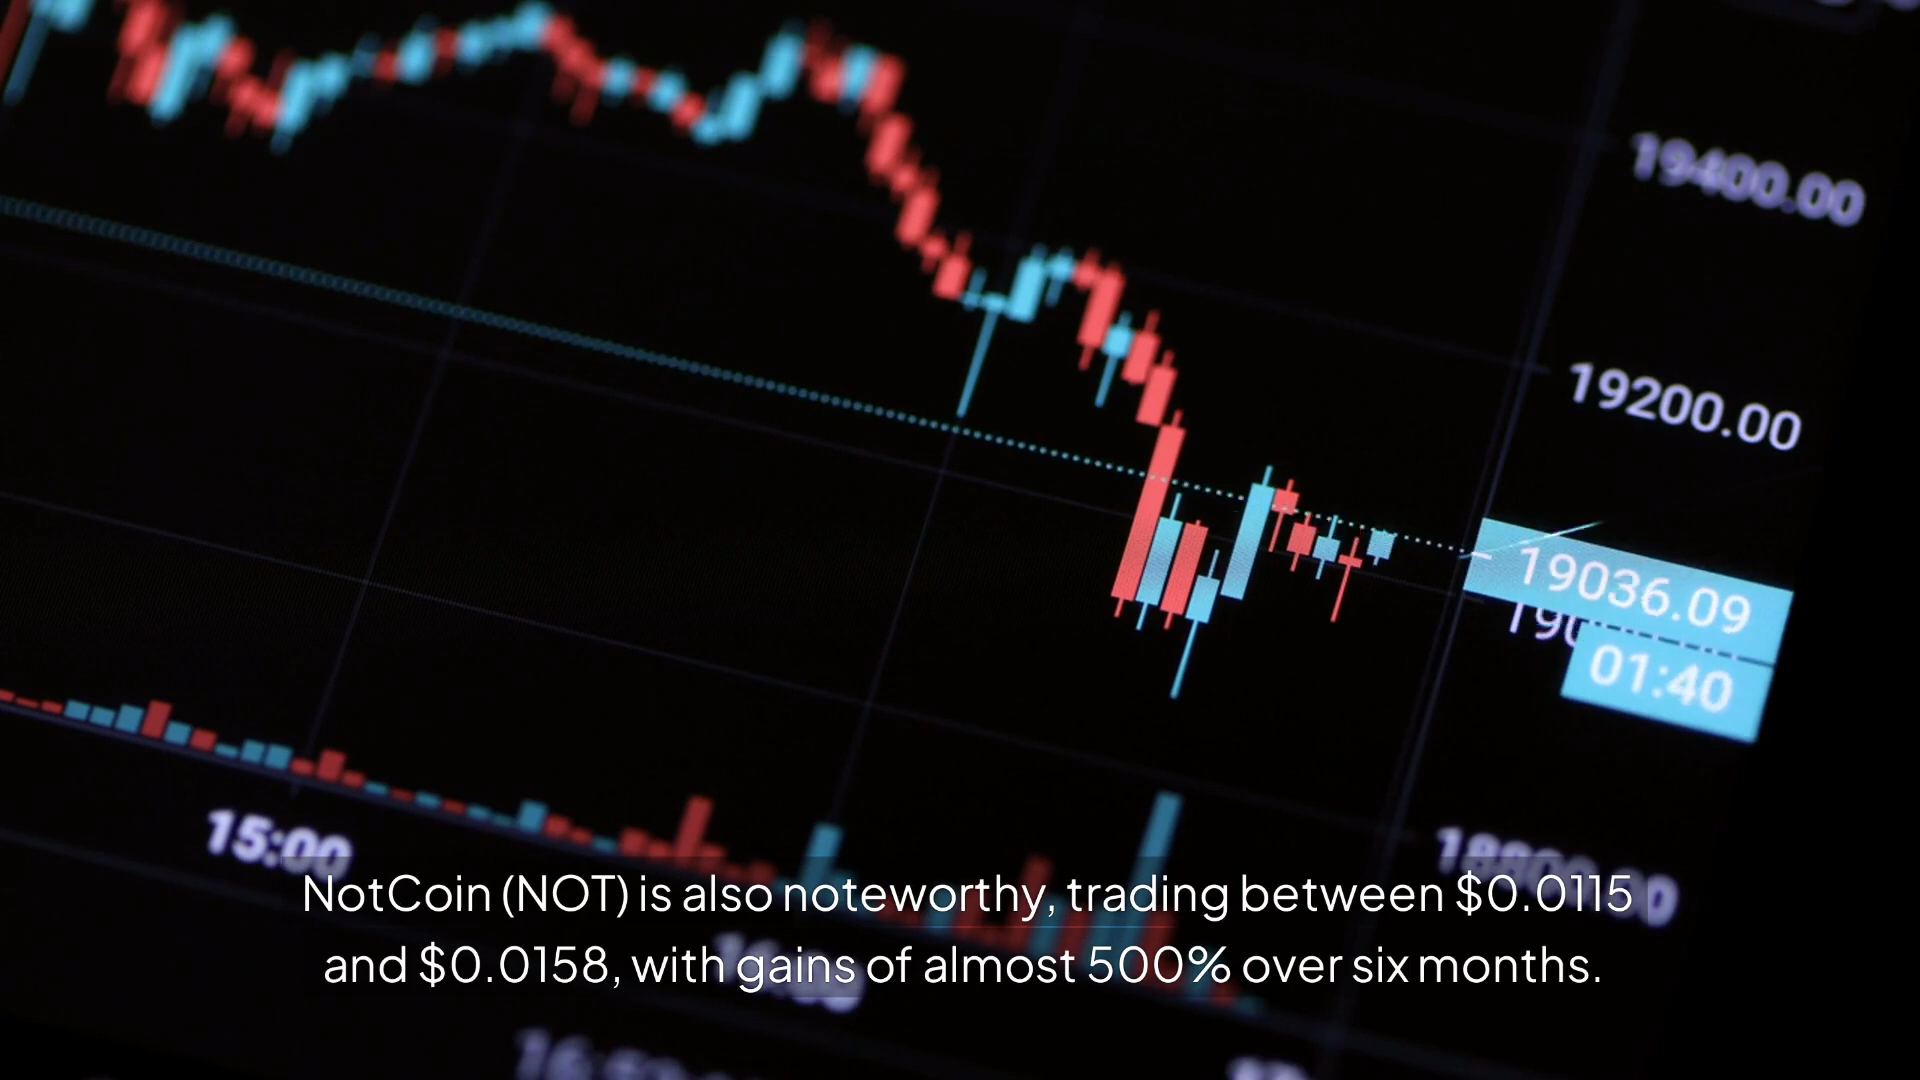 19400.00
19200.00
19036.09
01:40
15:00
NotCoin (NOT) is also noteworthy, trading between $0.0115
and $0.0158, with gains of almost 500% over six months.